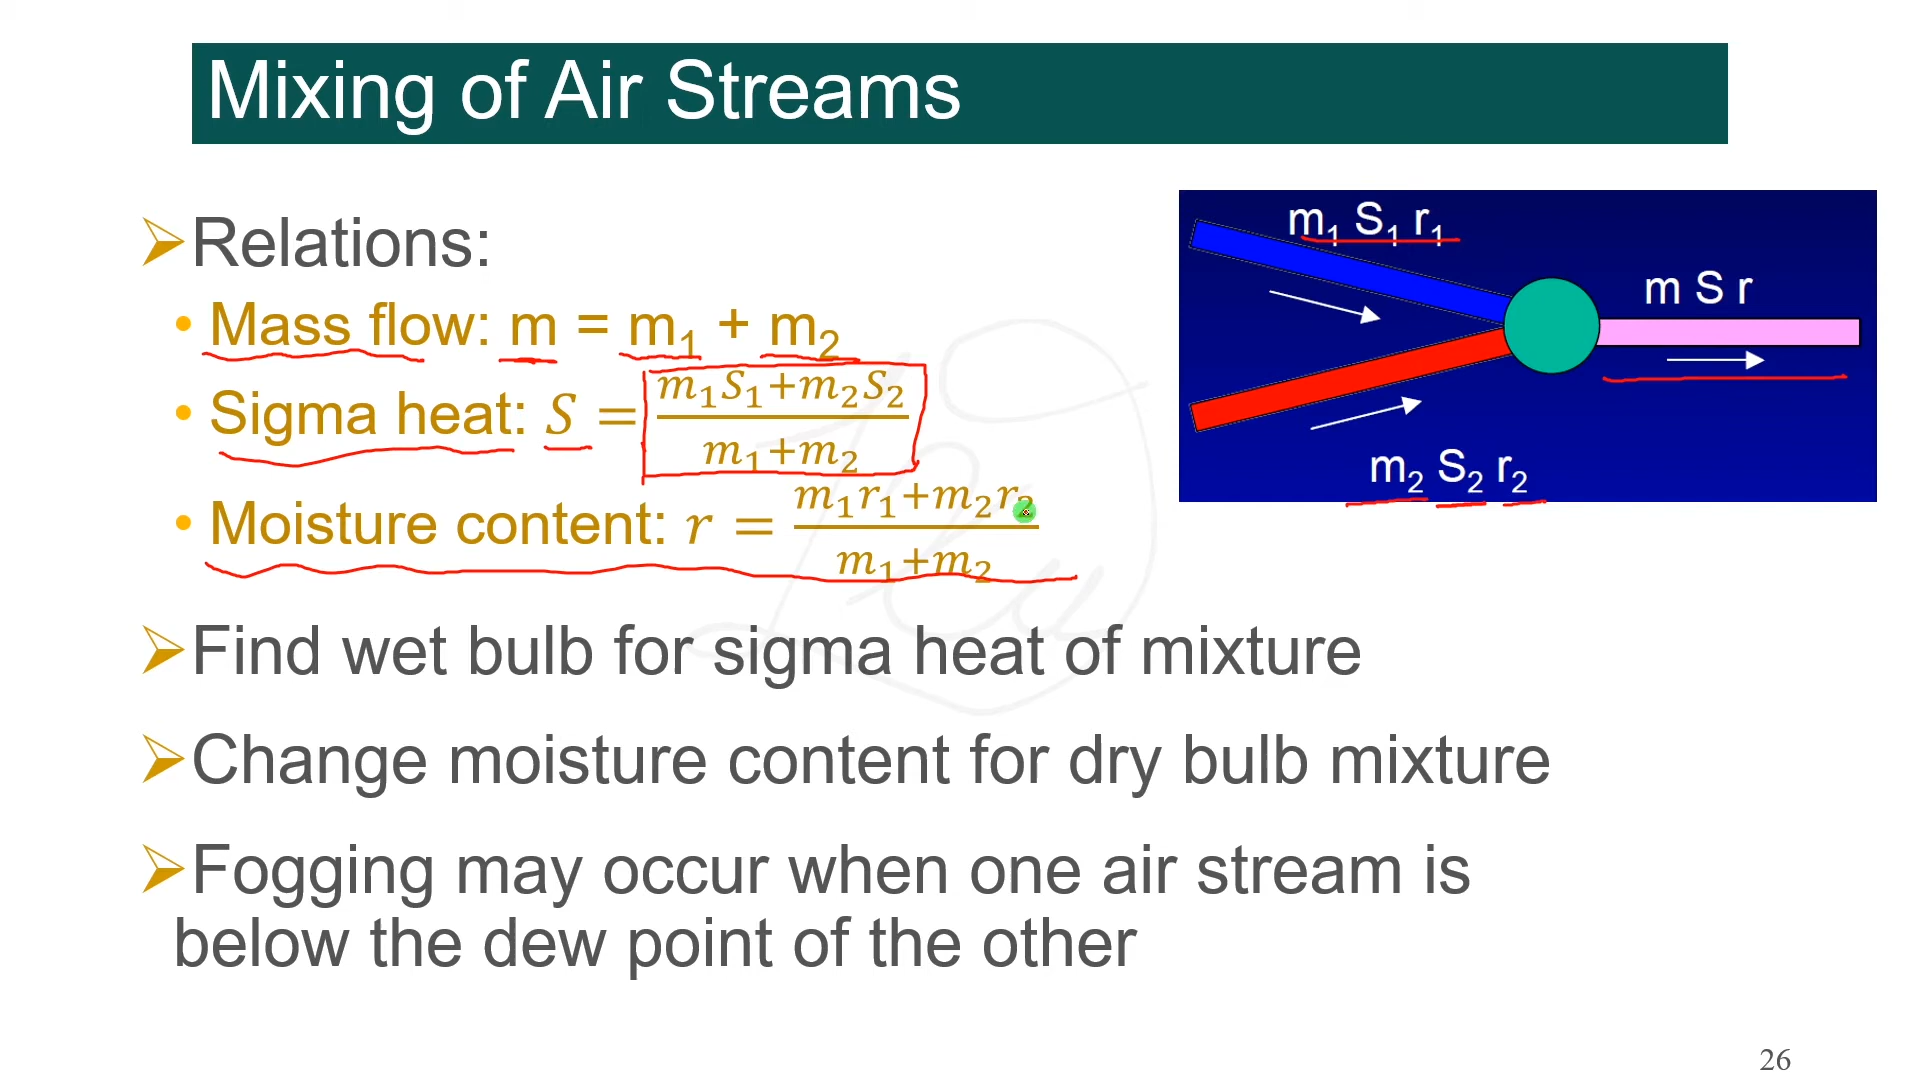 Mixing of Air Streams
➢Relations:
• Mass flow: m = m₁ + m₂
• Sigma heat: S = (m₁S₁+m₂S₂)/(m₁+m₂)
• Moisture content: r = (m₁r₁+m₂r₂)/(m₁+m₂)
m₁ S₁ r₁
m S r
m₂ S₂ r₂
➢Find wet bulb for sigma heat of mixture
➢Change moisture content for dry bulb mixture
➢Fogging may occur when one air stream is
below the dew point of the other
26